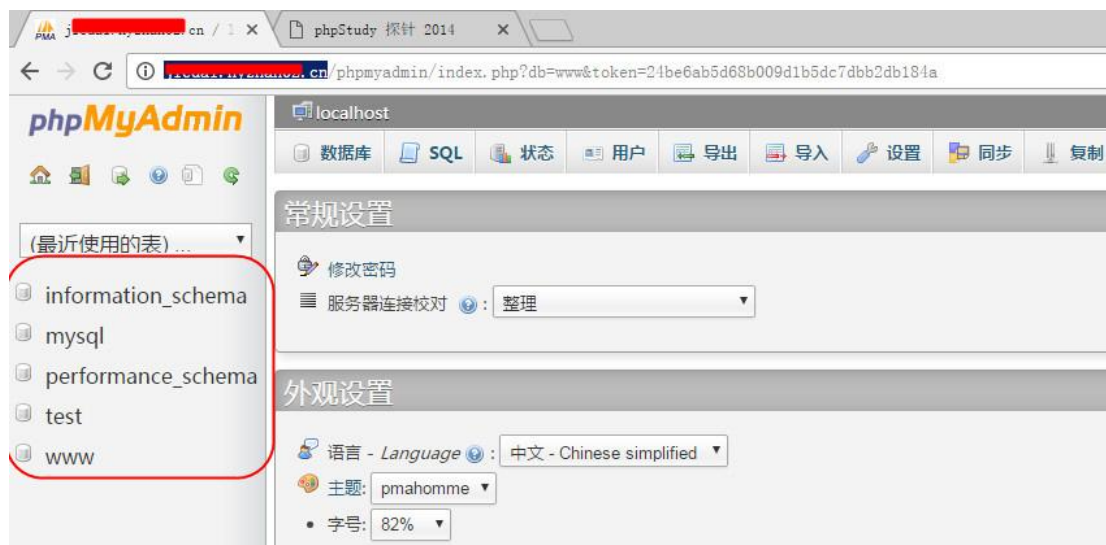 cn / 1
phpStudy 探针 2014
cn/phpmyadmin/index.php?db=www&token=24be6ab5d68b009d1b5dc7dbb2db184a
phpMyAdmin
(最近使用的表) ...
information_schema
mysql
performance_schema
test
www
localhost
数据库 SQL 状态 用户 导出 导入 设置 同步 复制
常规设置
修改密码
服务器连接校对 : 整理
外观设置
语言 - Language : 中文 - Chinese simplified
主题: pmahomme
• 字号: 82%